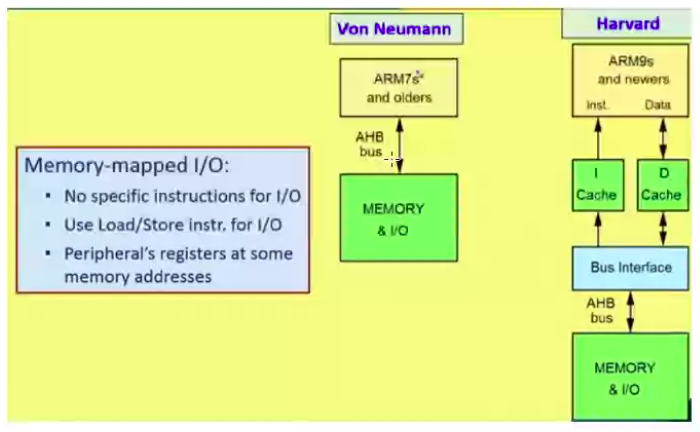 Von Neumann
ARM7s
and olders
AHB
bus
MEMORY
& I/O
Harvard
ARM9s
and newers
Inst.
Data
I
Cache
D
Cache
Bus Interface
AHB
bus
MEMORY
& I/O
Memory-mapped I/O:
• No specific instructions for I/O
• Use Load/Store instr. for I/O
• Peripheral's registers at some
memory addresses